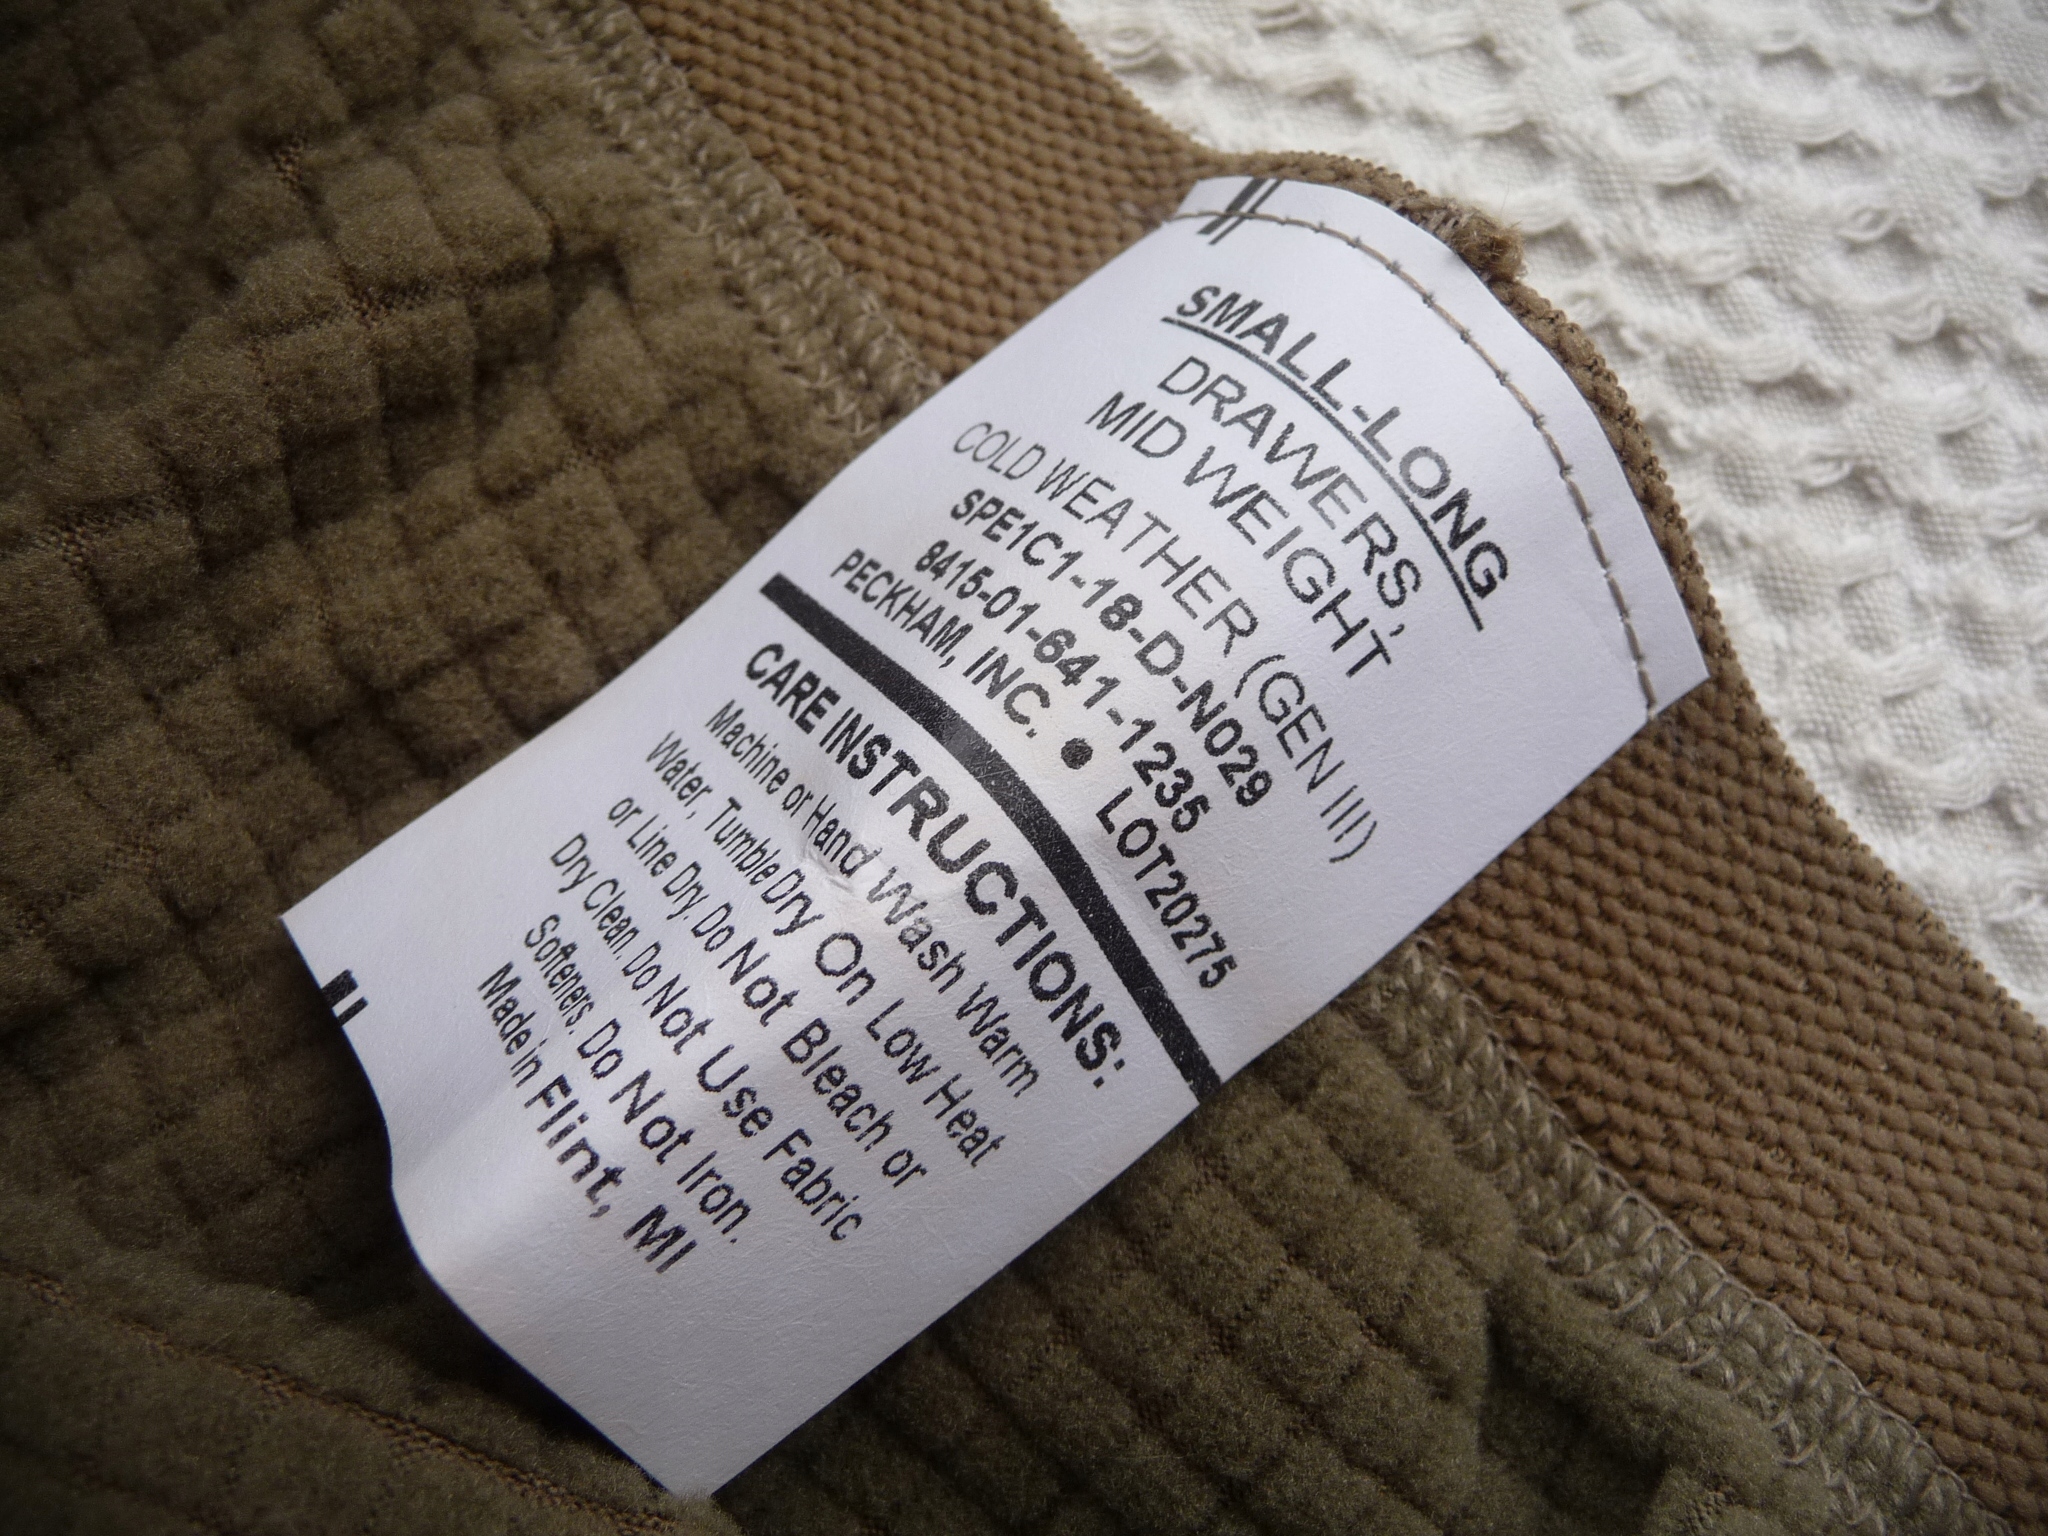 SMALL-LONG
DRAWERS,
MID WEIGHT,
COLD WEATHER (GEN III)
SPE1C1-18-D-N029
8415-01-641-1235
PECKHAM, INC. ● LOT20275
CARE INSTRUCTIONS:
Machine or Hand Wash Warm
Water, Tumble Dry On Low Heat
or Line Dry. Do Not Bleach or
Dry Clean. Do Not Use Fabric
Softeners. Do Not Iron.
Made in Flint, MI